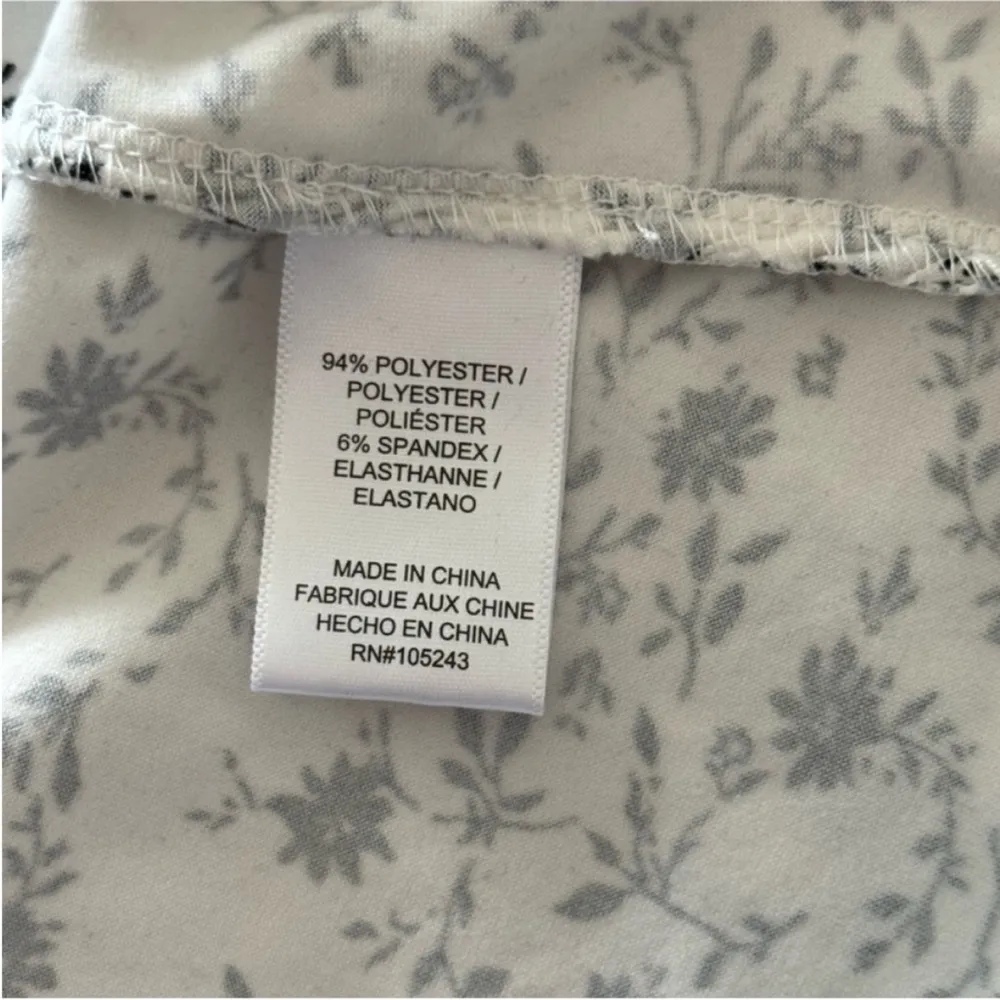 94% POLYESTER /
POLYESTER /
POLIÉSTER
6% SPANDEX /
ELASTHANNE /
ELASTANO
MADE IN CHINA
FABRIQUE AUX CHINE
HECHO EN CHINA
RN#105243